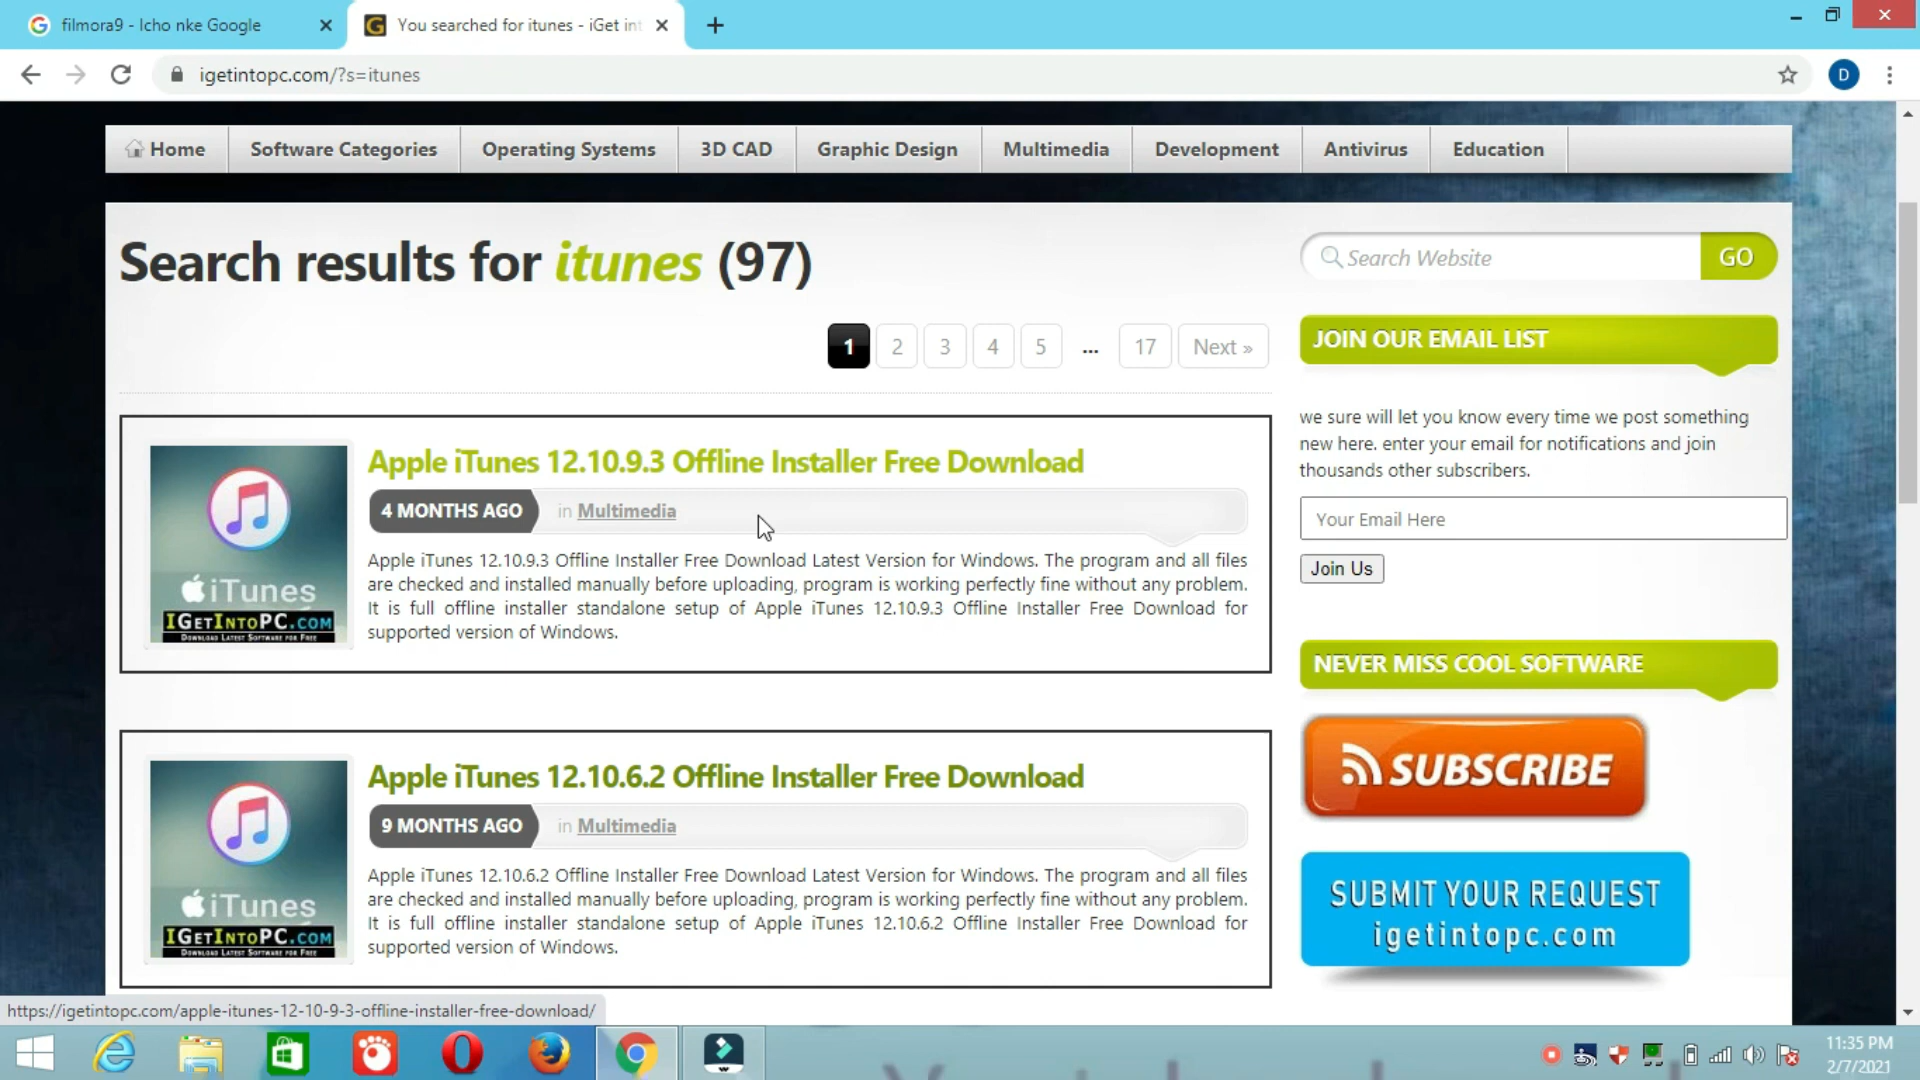 filmora9 - Icho nke Google
You searched for itunes - iGet int
igetintopc.com/?s=itunes
D
Home
Software Categories
Operating Systems
3D CAD
Graphic Design
Multimedia
Development
Antivirus
Education
Search results for itunes (97)
Search Website
GO
1 2 3 4 5 ... 17 Next »
JOIN OUR EMAIL LIST
we sure will let you know every time we post something
new here. enter your email for notifications and join
thousands other subscribers.
Your Email Here
Join Us
Apple iTunes 12.10.9.3 Offline Installer Free Download
4 MONTHS AGO
in Multimedia
Apple iTunes 12.10.9.3 Offline Installer Free Download Latest Version for Windows. The program and all files
are checked and installed manually before uploading, program is working perfectly fine without any problem.
It is full offline installer standalone setup of Apple iTunes 12.10.9.3 Offline Installer Free Download for
supported version of Windows.
iTunes
IGetIntoPC.com
Download Latest Software for Free
NEVER MISS COOL SOFTWARE
SUBSCRIBE
SUBMIT YOUR REQUEST
igetintopc.com
Apple iTunes 12.10.6.2 Offline Installer Free Download
9 MONTHS AGO
in Multimedia
Apple iTunes 12.10.6.2 Offline Installer Free Download Latest Version for Windows. The program and all files
are checked and installed manually before uploading, program is working perfectly fine without any problem.
It is full offline installer standalone setup of Apple iTunes 12.10.6.2 Offline Installer Free Download for
supported version of Windows.
iTunes
IGetIntoPC.com
Download Latest Software for Free
https://igetintopc.com/apple-itunes-12-10-9-3-offline-installer-free-download/
11:35 PM
2/7/2021